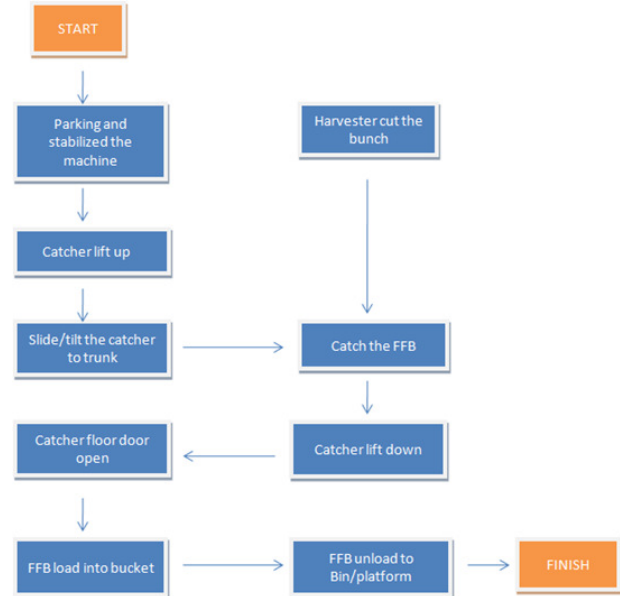 START
Parking and
stabilized the
machine
Harvester cut the
bunch
Catcher lift up
Slide/tilt the catcher
to trunk
Catch the FFB
Catcher floor door
open
Catcher lift down
FFB load into bucket
FFB unload to
Bin/platform
FINISH